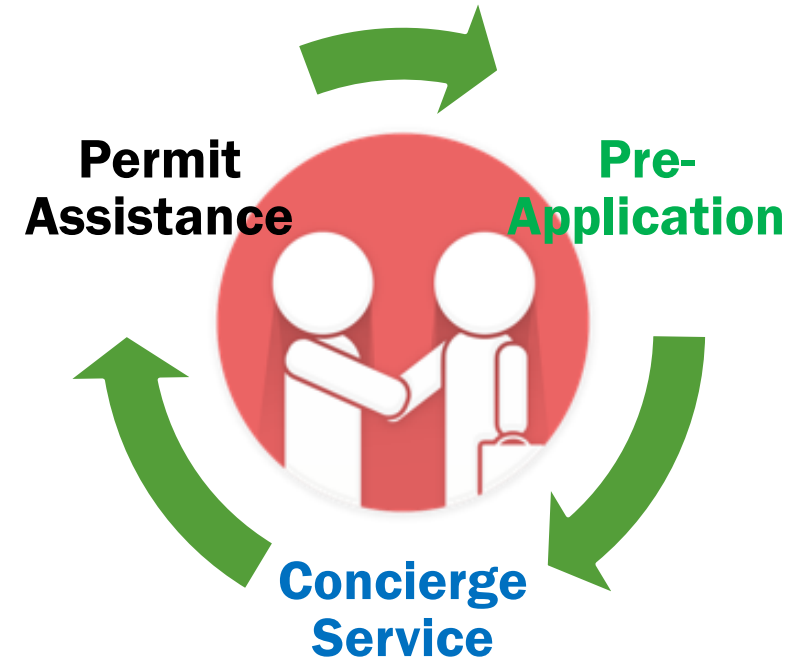 Permit
Assistance
Pre-
Application
Concierge
Service